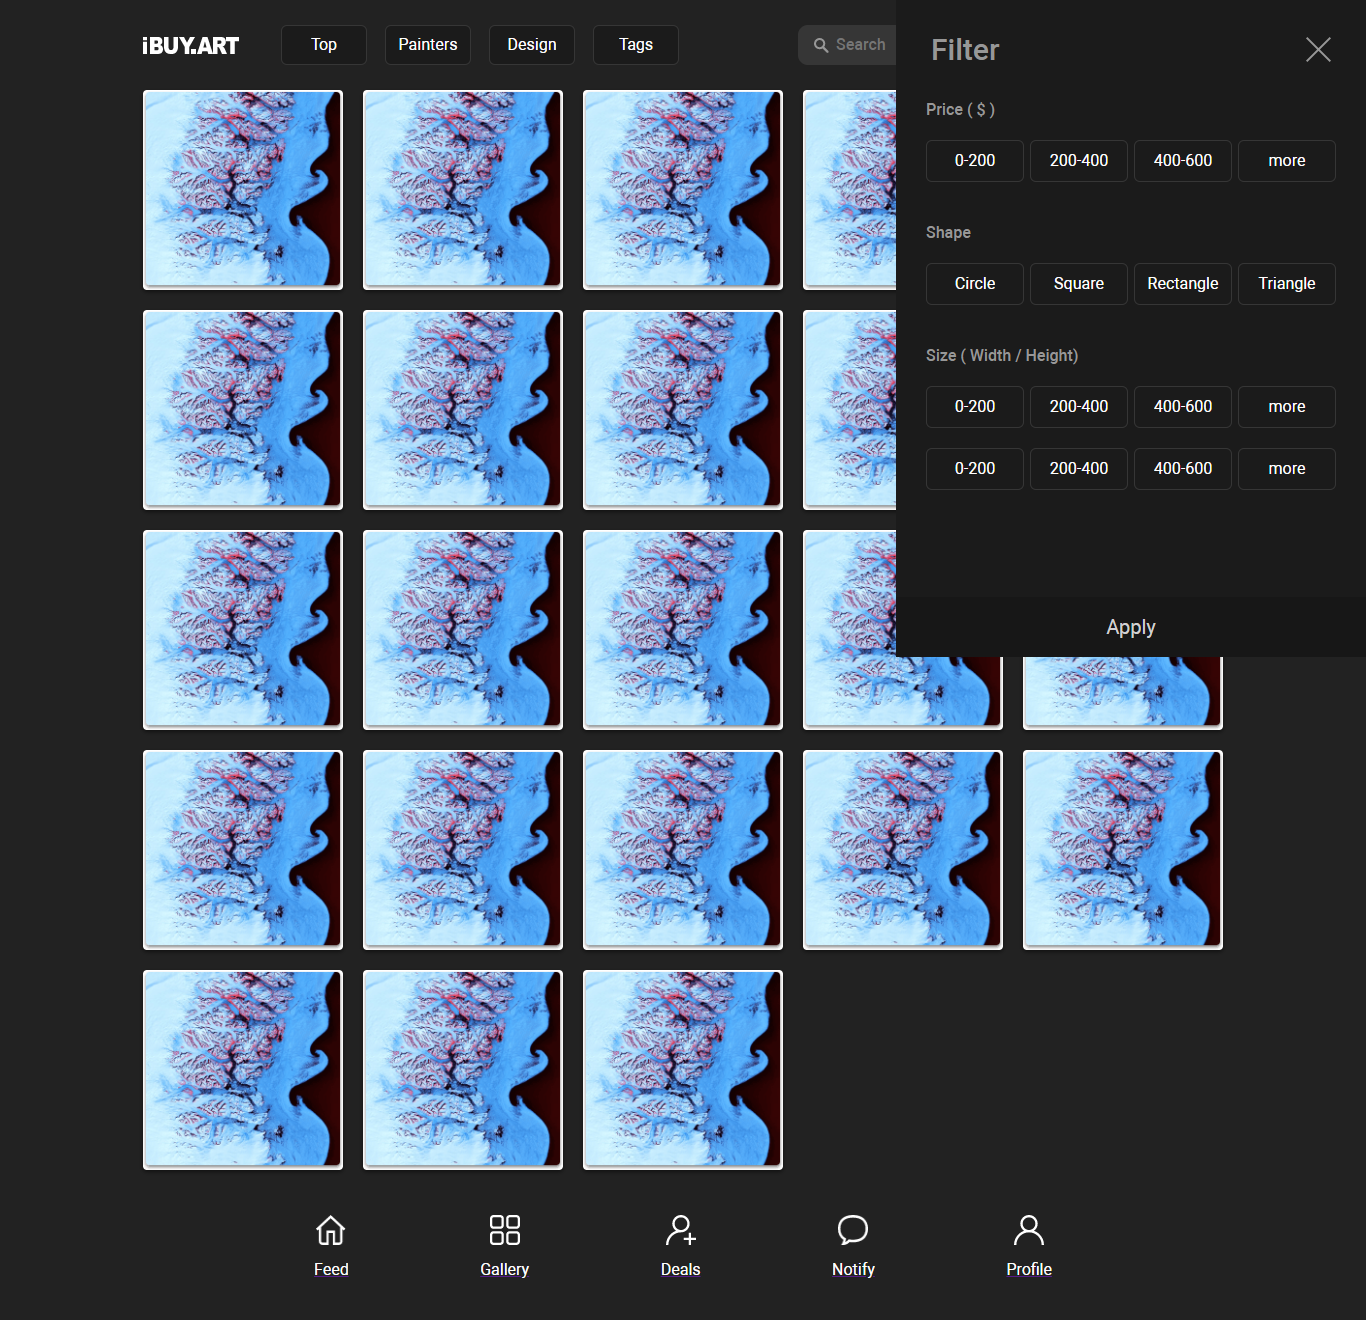 iBUY.ART
Top
Painters
Design
Tags
Search
Filter
Price ( $ )
0-200
200-400
400-600
more
Shape
Circle
Square
Rectangle
Triangle
Size ( Width / Height)
0-200
200-400
400-600
more
0-200
200-400
400-600
more
Apply
Feed
Gallery
Deals
Notify
Profile